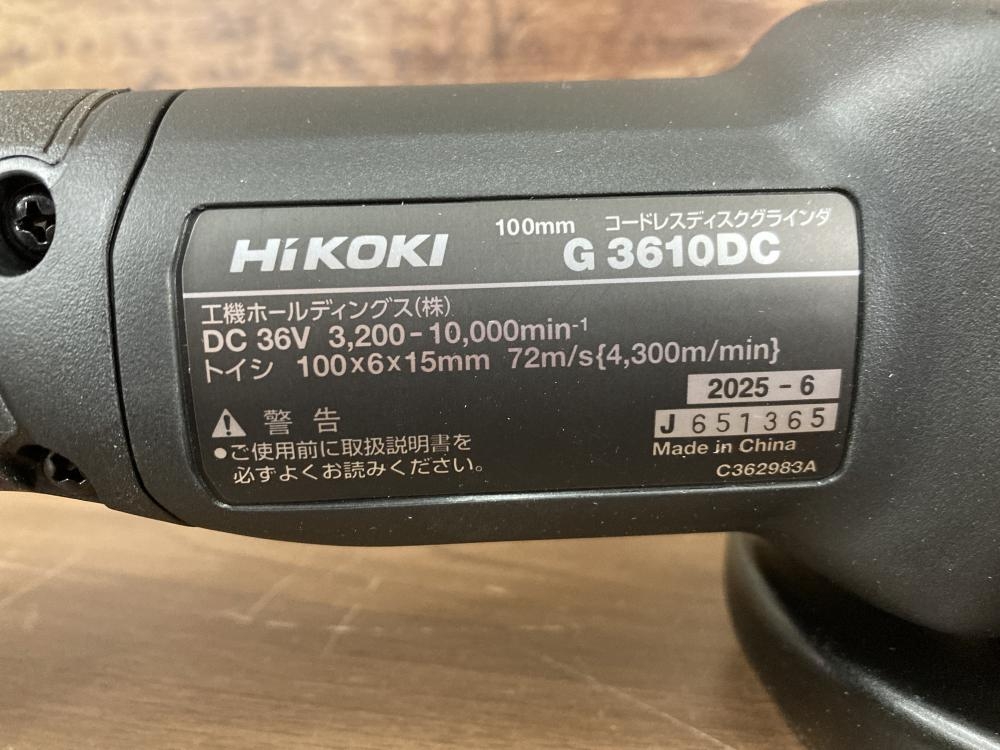 100mm コードレスディスクグラインダ
HiKOKI G 3610DC
工機ホールディングス(株)
DC 36V 3,200-10,000min-1
トイシ 100×6×15mm 72m/s{4,300m/min}
2025-6
J651365
警告
●ご使用前に取扱説明書を
必ずよくお読みください。
Made in China
C362983A